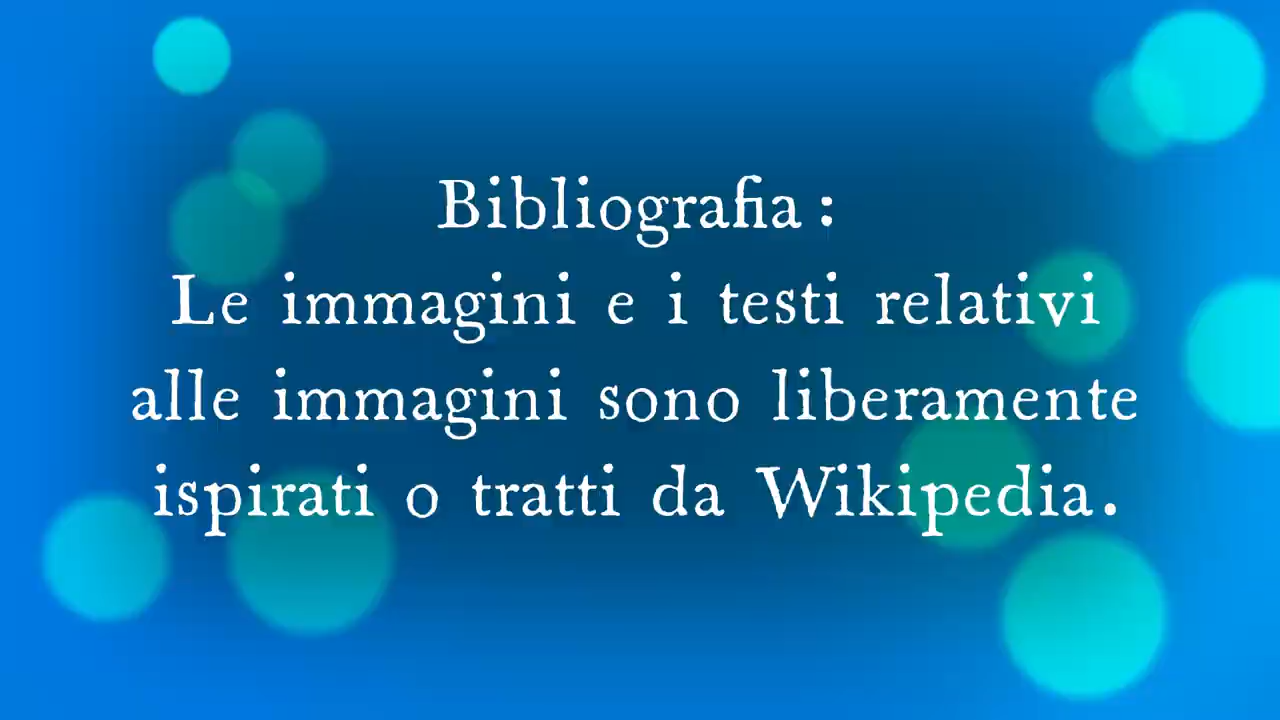 Bibliografia :
Le immagini e i testi relativi
alle immagini sono liberamente
ispirati o tratti da Wikipedia.